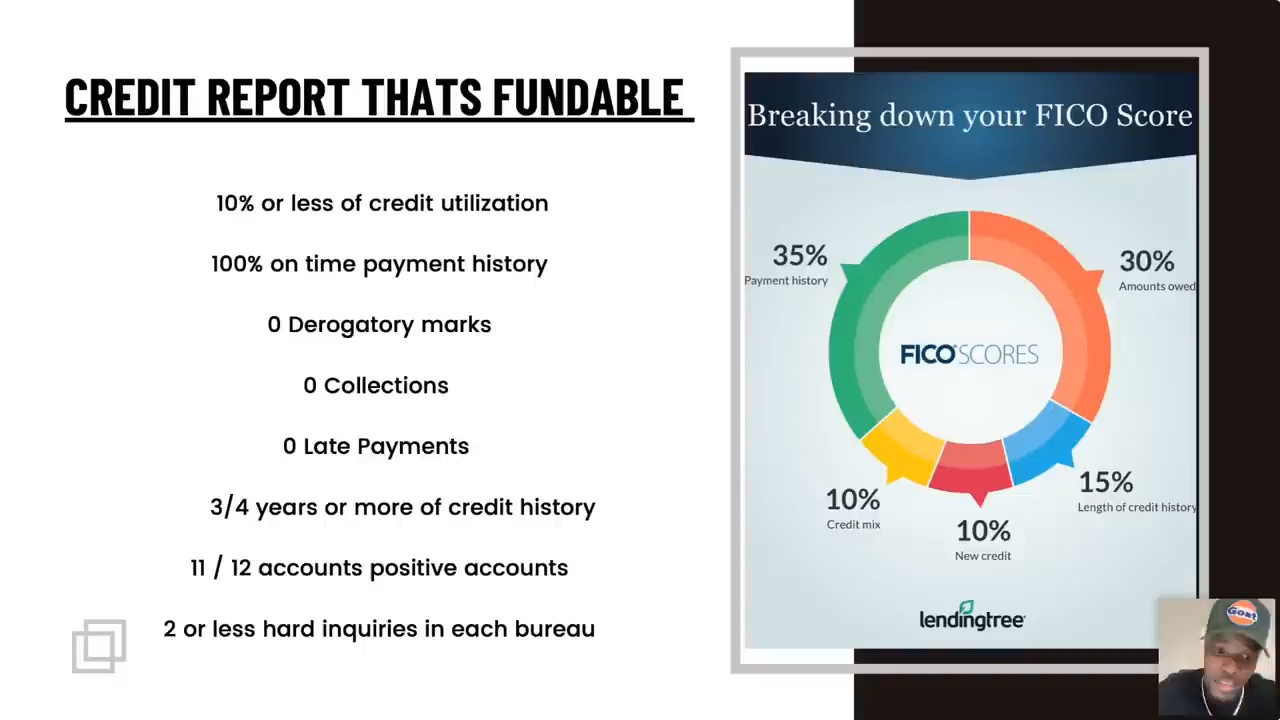 CREDIT REPORT THATS FUNDABLE
10% or less of credit utilization
100% on time payment history
0 Derogatory marks
0 Collections
0 Late Payments
3/4 years or more of credit history
11 / 12 accounts positive accounts
2 or less hard inquiries in each bureau
Breaking down your FICO Score
35%
Payment history
30%
Amounts owed
FICO SCORES
15%
Length of credit history
10%
Credit mix
10%
New credit
lendingtree
Goat